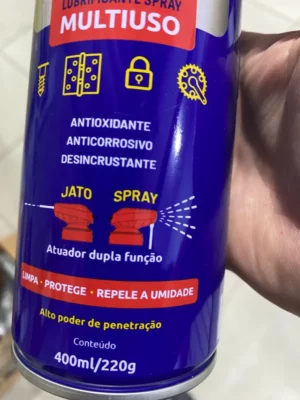 LUBRIFICANTE SPRAY
MULTIUSO
ANTIOXIDANTE
ANTICORROSIVO
DESINCRUSTANTE
JATO SPRAY
Atuador dupla função
LIMPA • PROTEGE • REPELE A UMIDADE
Alto poder de penetração
Conteúdo
400ml/220g